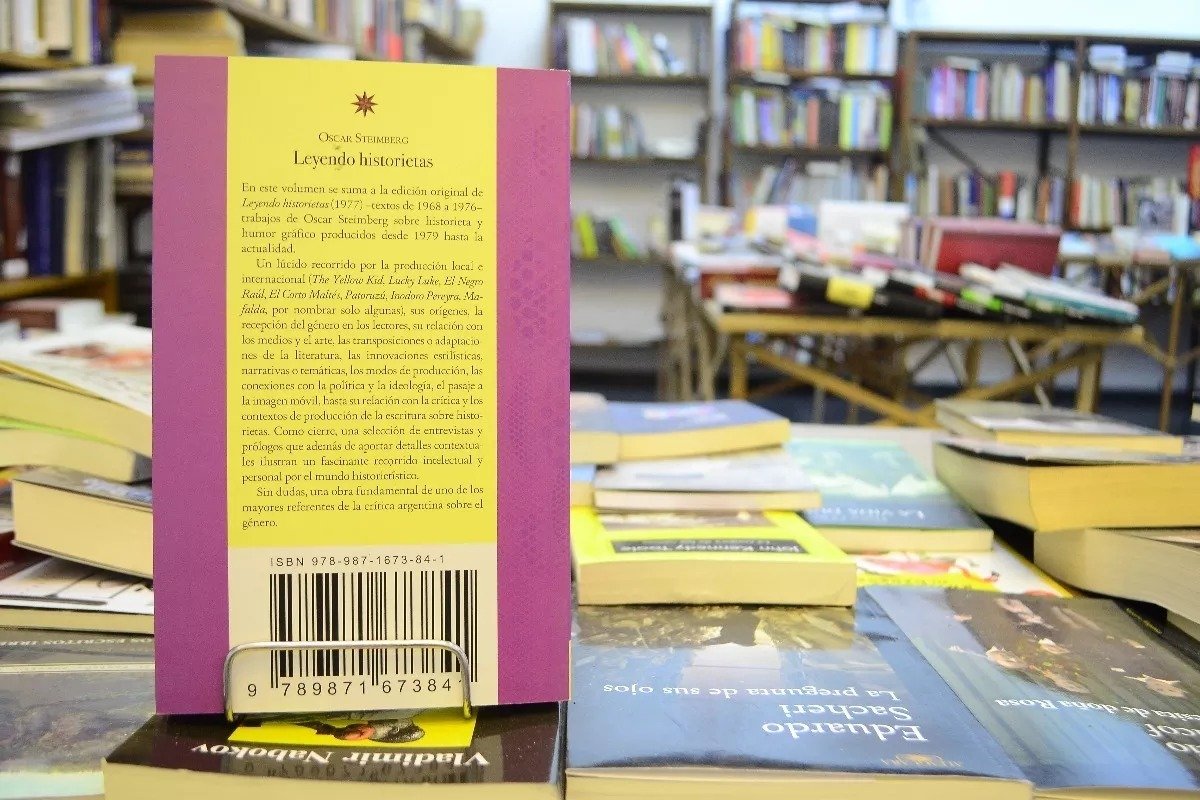 OSCAR STEIMBERG
Leyendo historietas
En este volumen se suma a la edición original de
Leyendo historietas (1977) –textos de 1968 a 1976–
trabajos de Oscar Steimberg sobre historieta y
humor gráfico producidos desde 1979 hasta la
actualidad.
Un lúcido recorrido por la producción local e
internacional (The Yellow Kid, Lucky Luke, El Negro
Raúl, El Corto Maltés, Patoruzú, Inodoro Pereyra, Ma-
falda, por nombrar solo algunas), sus orígenes, la
recepción del género en los lectores, su relación con
los medios y el arte, las transposiciones o adaptacio-
nes de la literatura, las innovaciones estilísticas,
narrativas o temáticas, los modos de producción, las
conexiones con la política y la ideología, el pasaje a
la imagen móvil, hasta su relación con la crítica y los
contextos de producción de la escritura sobre histo-
rietas. Como cierre, una selección de entrevistas y
prólogos que además de aportar detalles contextua-
les ilustran un fascinante recorrido intelectual y
personal por el mundo historietístico.
Sin dudas, una obra fundamental de uno de los
mayores referentes de la crítica argentina sobre el
género.
ISBN 978-987-1673-84-1
9 789871 673841
Vladimir Nabokov
Eduardo
Sacheri
La pregunta de sus ojos
John Kennedy Toole
LA VIDA
de doña Rosa